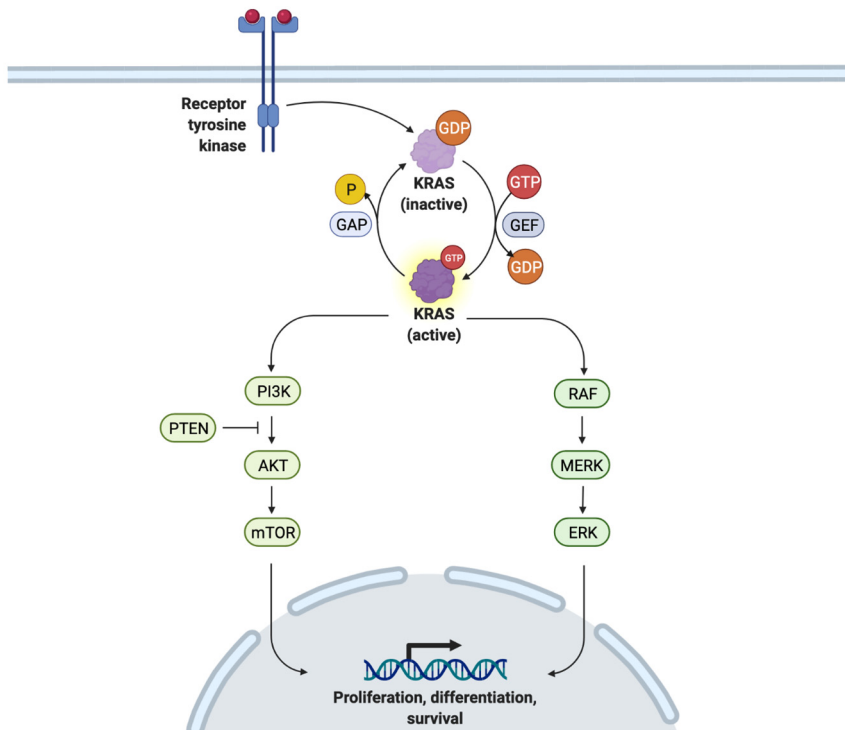 Receptor
tyrosine
kinase
GDP
KRAS
(inactive)
P
GAP
GTP
GEF
GDP
GTP
KRAS
(active)
PI3K
RAF
PTEN
AKT
MERK
mTOR
ERK
Proliferation, differentiation,
survival